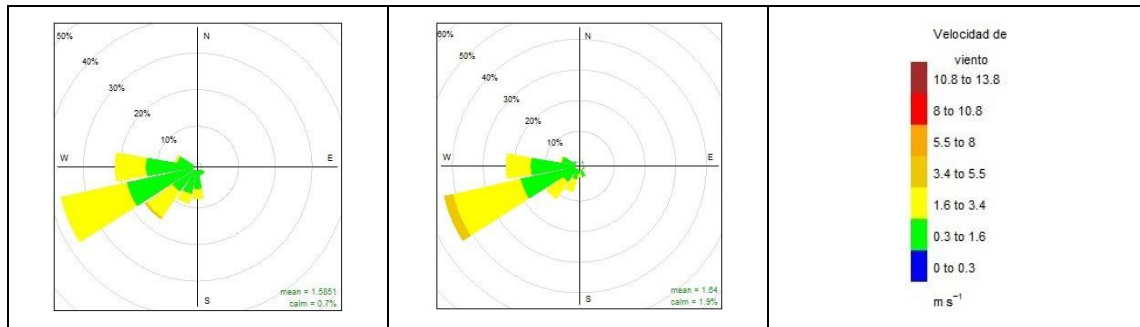 50%
N
40%
30%
20%
10%
W
E
S
mean = 1.5851
calm = 0.7%
60%
N
50%
40%
30%
20%
10%
W
E
S
mean = 1.64
calm = 1.9%
Velocidad de
viento
10.8 to 13.8
8 to 10.8
5.5 to 8
3.4 to 5.5
1.6 to 3.4
0.3 to 1.6
0 to 0.3
m s⁻¹